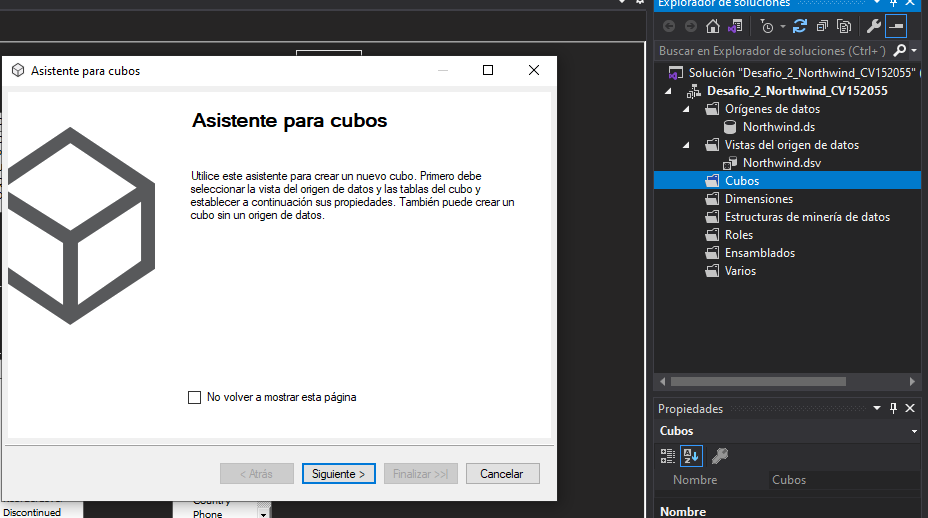 Explorador de soluciones
Buscar en Explorador de soluciones (Ctrl+´)
Solución "Desafio_2_Northwind_CV152055" (
Desafio_2_Northwind_CV152055
Orígenes de datos
Northwind.ds
Vistas del origen de datos
Northwind.dsv
Cubos
Dimensiones
Estructuras de minería de datos
Roles
Ensamblados
Varios
Asistente para cubos
Asistente para cubos
Utilice este asistente para crear un nuevo cubo. Primero debe
seleccionar la vista del origen de datos y las tablas del cubo y
establecer a continuación sus propiedades. También puede crear un
cubo sin un origen de datos.
No volver a mostrar esta página
< Atrás
Siguiente >
Finalizar >>|
Cancelar
Country
Discontinued
Phone
Propiedades
Cubos
Nombre
Cubos
Nombre